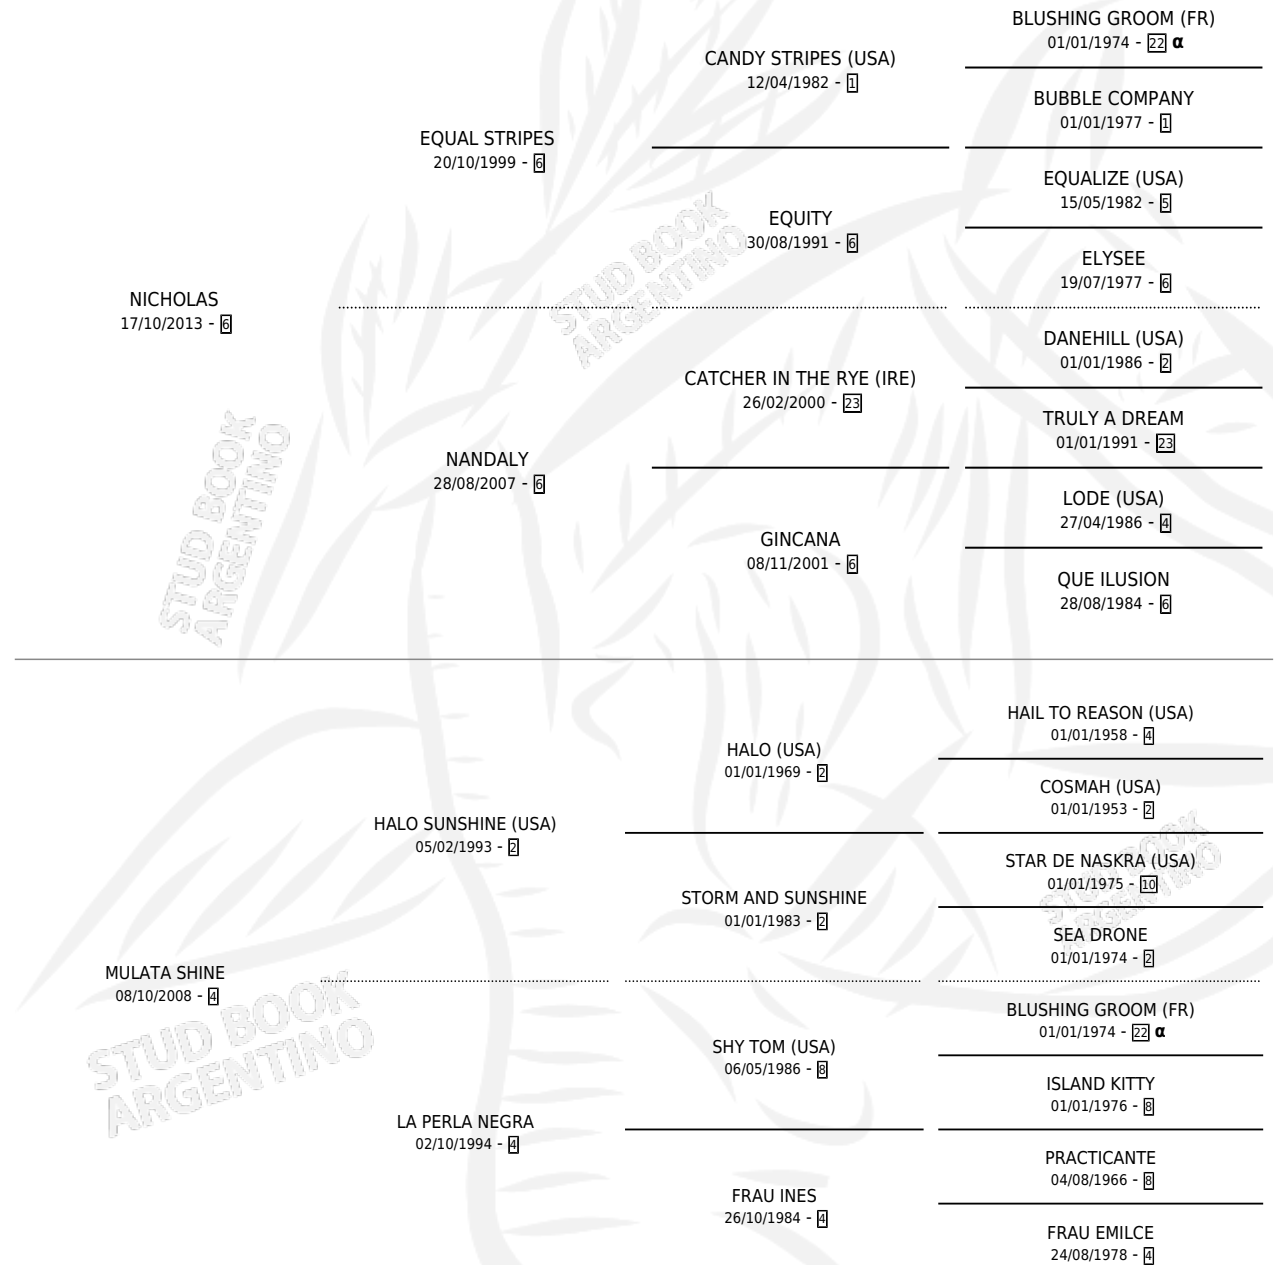 BLUSHING GROOM (FR)
01/01/1974 - 22 α
CANDY STRIPES (USA)
12/04/1982 - 1
BUBBLE COMPANY
01/01/1977 - 1
EQUAL STRIPES
20/10/1999 - 6
EQUALIZE (USA)
15/05/1982 - 5
EQUITY
30/08/1991 - 6
ELYSEE
19/07/1977 - 6
NICHOLAS
17/10/2013 - 6
DANEHILL (USA)
01/01/1986 - 2
CATCHER IN THE RYE (IRE)
26/02/2000 - 23
TRULY A DREAM
01/01/1991 - 23
NANDALY
28/08/2007 - 6
LODE (USA)
27/04/1986 - 4
GINCANA
08/11/2001 - 6
QUE ILUSION
28/08/1984 - 6
HAIL TO REASON (USA)
01/01/1958 - 4
HALO (USA)
01/01/1969 - 2
COSMAH (USA)
01/01/1953 - 2
HALO SUNSHINE (USA)
05/02/1993 - 2
STAR DE NASKRA (USA)
01/01/1975 - 10
STORM AND SUNSHINE
01/01/1983 - 2
SEA DRONE
01/01/1974 - 2
MULATA SHINE
08/10/2008 - 4
BLUSHING GROOM (FR)
01/01/1974 - 22 α
SHY TOM (USA)
06/05/1986 - 8
ISLAND KITTY
01/01/1976 - 8
LA PERLA NEGRA
02/10/1994 - 4
PRACTICANTE
04/08/1966 - 8
FRAU INES
26/10/1984 - 4
FRAU EMILCE
24/08/1978 - 4
STUD BOOK
ARGENTINO
STUD BOOK
ARGENTINO
STUD BOOK
ARGENTINO
STUD BOOK
ARGENTINO